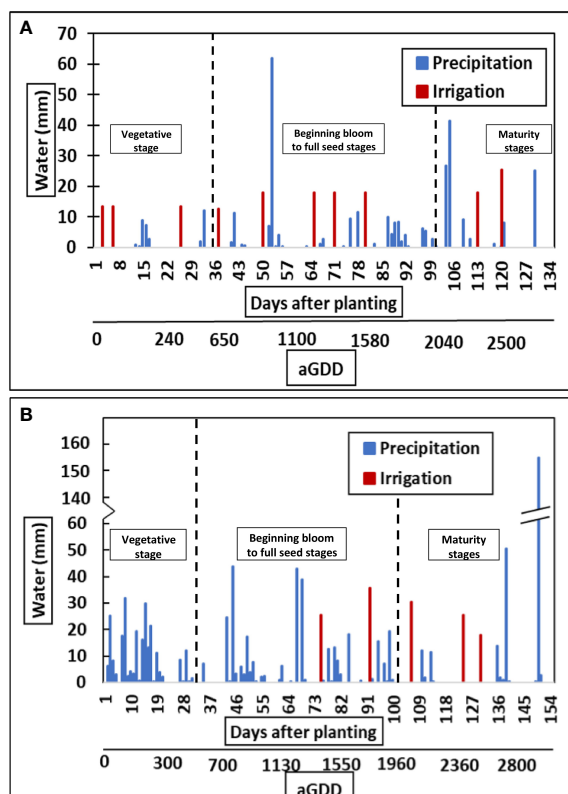 A
70
60
50
40
30
20
10
0
Water (mm)
Precipitation
Irrigation
Vegetative
stage
Beginning bloom
to full seed stages
Maturity
stages
1 8 15 22 29 36 43 50 57 64 71 78 85 92 99 106 113 120 127 134
Days after planting
0 240 650 1100 1580 2040 2500
aGDD
B
160
150
140
60
50
40
30
20
10
0
Water (mm)
Precipitation
Irrigation
Vegetative
stage
Beginning bloom
to full seed stages
Maturity
stages
1 10 19 28 37 46 55 64 73 82 91 100 109 118 127 136 145 154
Days after planting
0 300 700 1130 1550 1960 2360 2800
aGDD